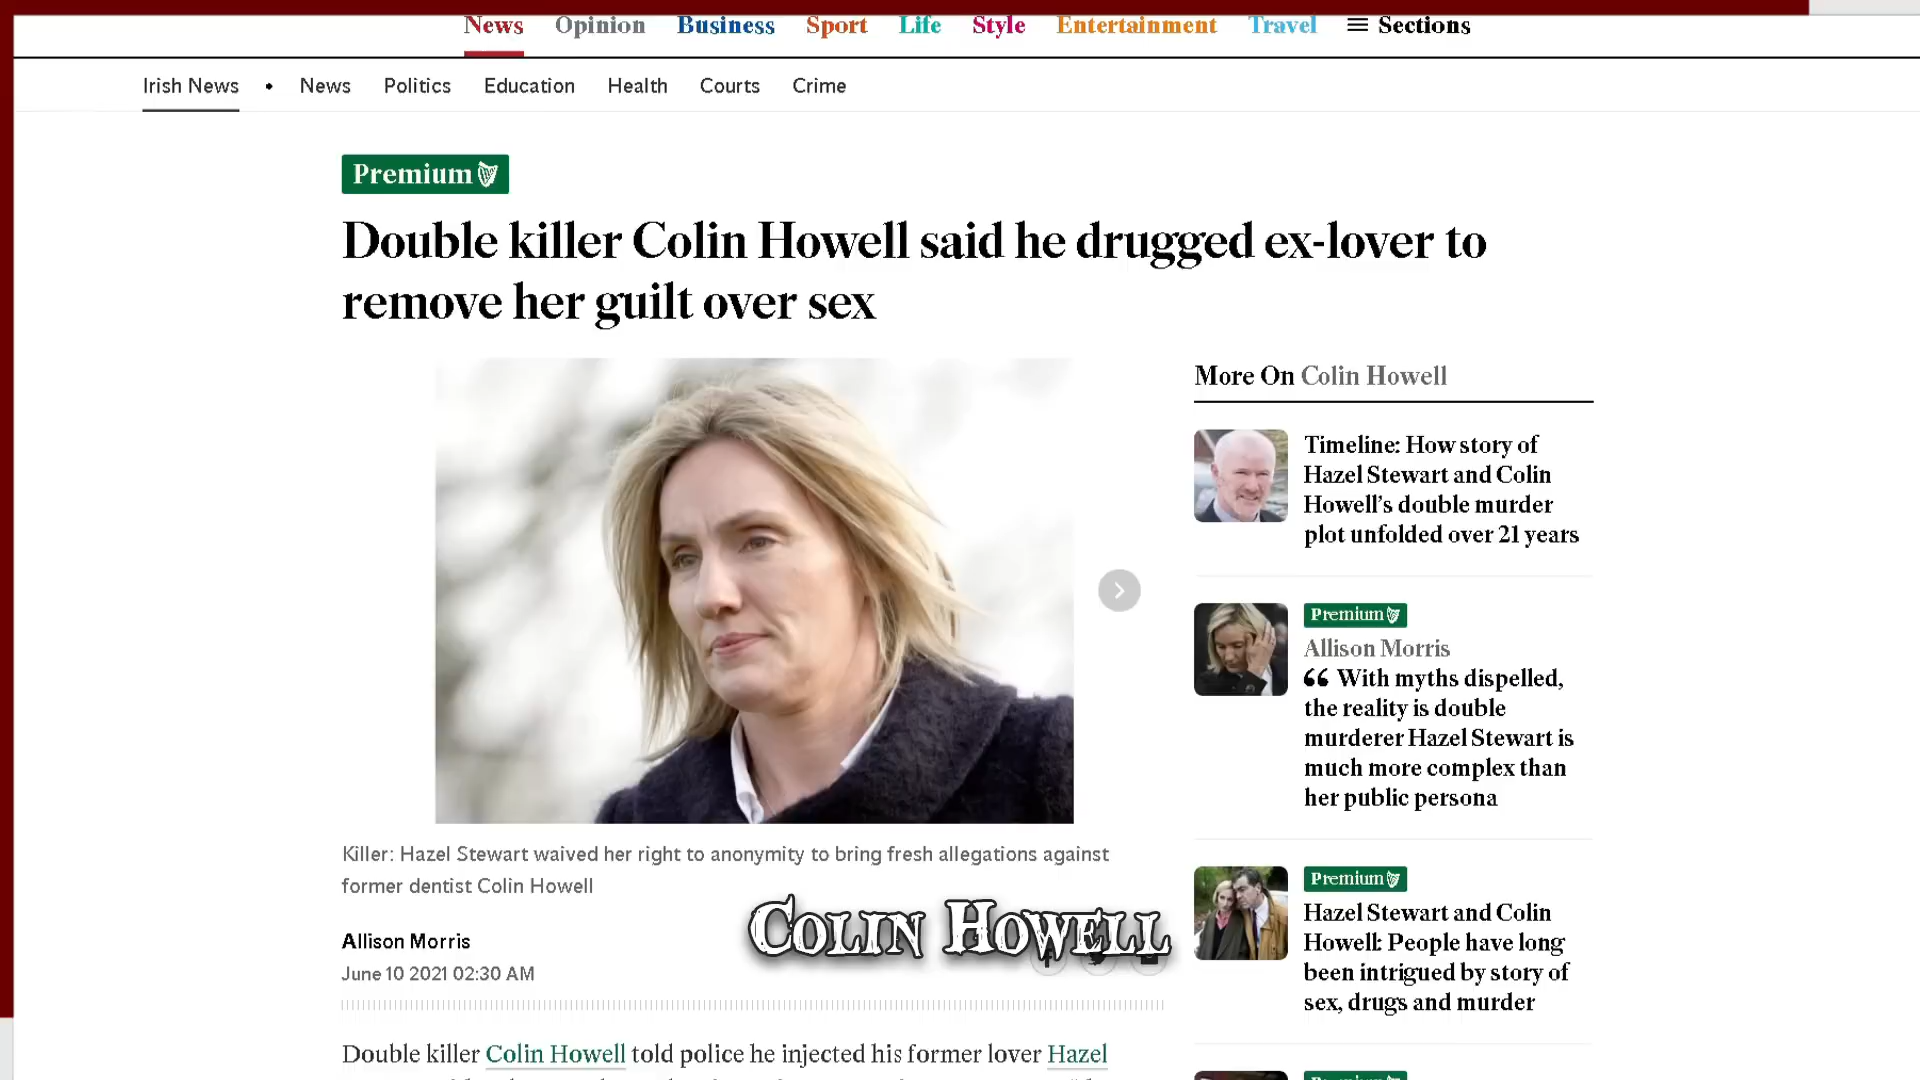 News Opinion Business Sport Life Style Entertainment Travel Sections
Irish News • News Politics Education Health Courts Crime
Premium
Double killer Colin Howell said he drugged ex-lover to
remove her guilt over sex
Killer: Hazel Stewart waived her right to anonymity to bring fresh allegations against
former dentist Colin Howell
Allison Morris
June 10 2021 02:30 AM
Colin Howell
Double killer Colin Howell told police he injected his former lover Hazel
More On Colin Howell
Timeline: How story of
Hazel Stewart and Colin
Howell’s double murder
plot unfolded over 21 years
Premium
Allison Morris
“ With myths dispelled,
the reality is double
murderer Hazel Stewart is
much more complex than
her public persona
Premium
Hazel Stewart and Colin
Howell: People have long
been intrigued by story of
sex, drugs and murder
Premium